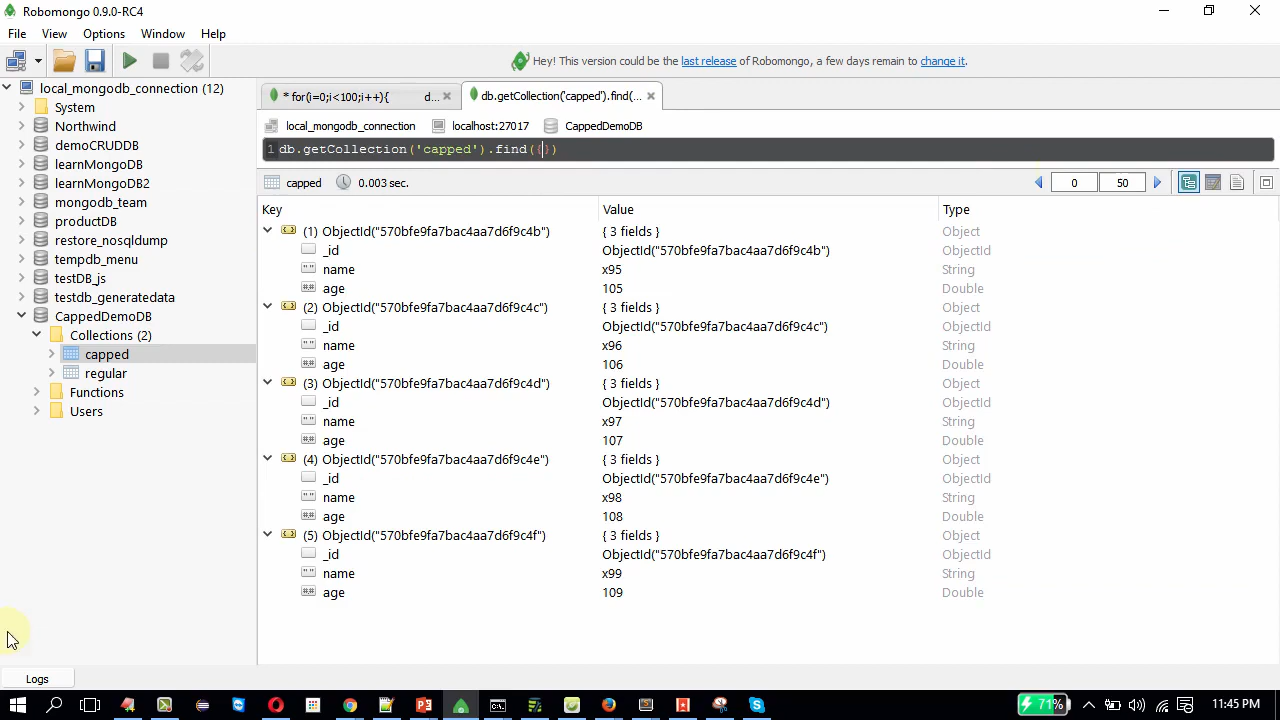 Robomongo 0.9.0-RC4
File View Options Window Help
Hey! This version could be the last release of Robomongo, a few days remain to change it.
local_mongodb_connection (12)
System
Northwind
demoCRUDDB
learnMongoDB
learnMongoDB2
mongodb_team
productDB
restore_nosqldump
tempdb_menu
testDB_js
testdb_generatedata
CappedDemoDB
Collections (2)
capped
regular
Functions
Users
* for(i=0;i<100;i++){ d...
db.getCollection('capped').find(...
local_mongodb_connection localhost:27017 CappedDemoDB
1 db.getCollection('capped').find({})
capped 0.003 sec. 0 50
Key Value Type
(1) ObjectId("570bfe9fa7bac4aa7d6f9c4b") { 3 fields } Object
_id ObjectId("570bfe9fa7bac4aa7d6f9c4b") ObjectId
name x95 String
age 105 Double
(2) ObjectId("570bfe9fa7bac4aa7d6f9c4c") { 3 fields } Object
_id ObjectId("570bfe9fa7bac4aa7d6f9c4c") ObjectId
name x96 String
age 106 Double
(3) ObjectId("570bfe9fa7bac4aa7d6f9c4d") { 3 fields } Object
_id ObjectId("570bfe9fa7bac4aa7d6f9c4d") ObjectId
name x97 String
age 107 Double
(4) ObjectId("570bfe9fa7bac4aa7d6f9c4e") { 3 fields } Object
_id ObjectId("570bfe9fa7bac4aa7d6f9c4e") ObjectId
name x98 String
age 108 Double
(5) ObjectId("570bfe9fa7bac4aa7d6f9c4f") { 3 fields } Object
_id ObjectId("570bfe9fa7bac4aa7d6f9c4f") ObjectId
name x99 String
age 109 Double
Logs
71% 11:45 PM